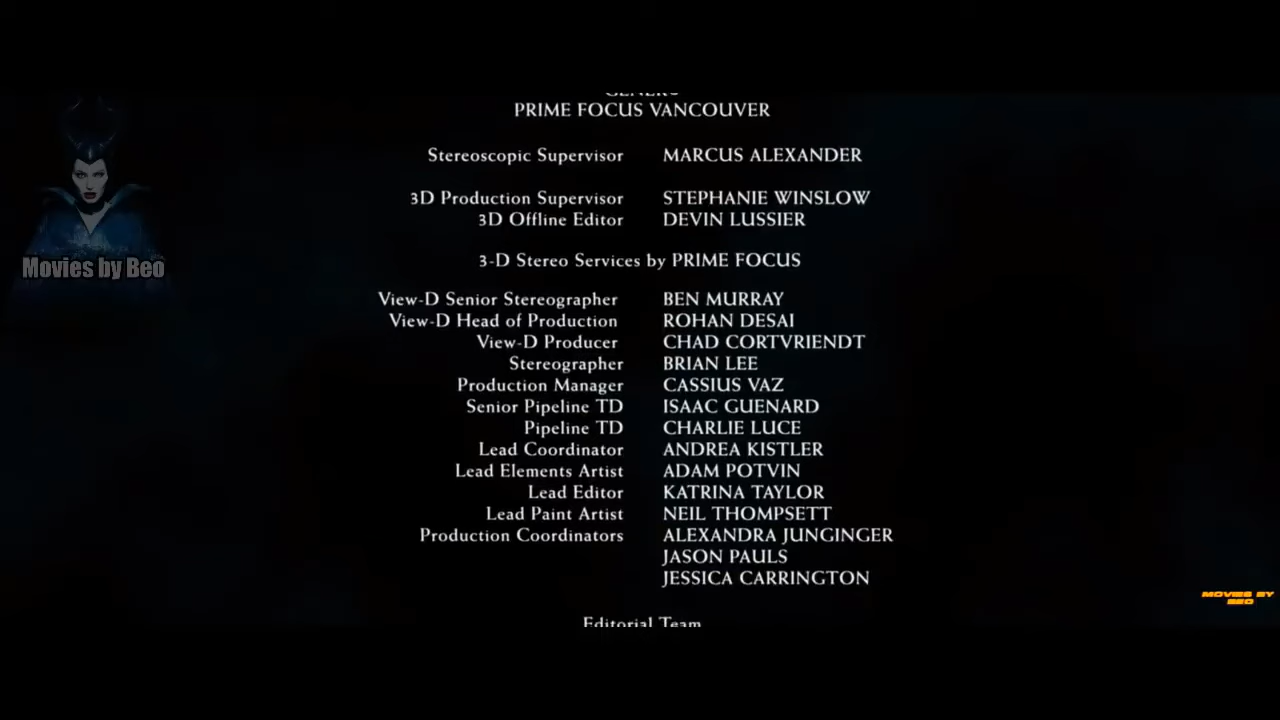 PRIME FOCUS VANCOUVER
Stereoscopic Supervisor MARCUS ALEXANDER
3D Production Supervisor STEPHANIE WINSLOW
3D Offline Editor DEVIN LUSSIER
3-D Stereo Services by PRIME FOCUS
View-D Senior Stereographer BEN MURRAY
View-D Head of Production ROHAN DESAI
View-D Producer CHAD CORTVRIENDT
Stereographer BRIAN LEE
Production Manager CASSIUS VAZ
Senior Pipeline TD ISAAC GUENARD
Pipeline TD CHARLIE LUCE
Lead Coordinator ANDREA KISTLER
Lead Elements Artist ADAM POTVIN
Lead Editor KATRINA TAYLOR
Lead Paint Artist NEIL THOMPSETT
Production Coordinators ALEXANDRA JUNGINGER
JASON PAULS
JESSICA CARRINGTON
Editorial Team
Movies by Beo
MOVIES BY
BEO